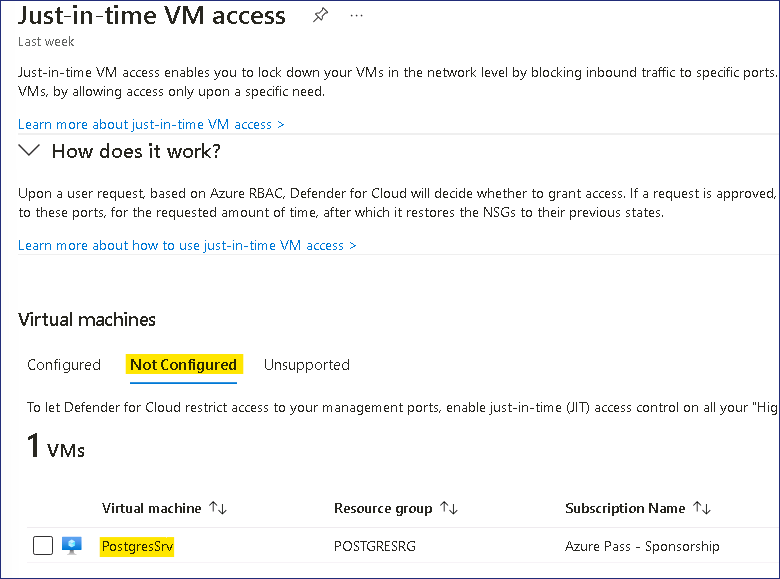 Just-in-time VM access
Last week
Just-in-time VM access enables you to lock down your VMs in the network level by blocking inbound traffic to specific ports.
VMs, by allowing access only upon a specific need.
Learn more about just-in-time VM access >
How does it work?
Upon a user request, based on Azure RBAC, Defender for Cloud will decide whether to grant access. If a request is approved,
to these ports, for the requested amount of time, after which it restores the NSGs to their previous states.
Learn more about how to use just-in-time VM access >
Virtual machines
Configured Not Configured Unsupported
To let Defender for Cloud restrict access to your management ports, enable just-in-time (JIT) access control on all your "Hig
1 VMs
Virtual machine ↑↓ Resource group ↑↓ Subscription Name ↑↓
PostgresSrv POSTGRESRG Azure Pass - Sponsorship